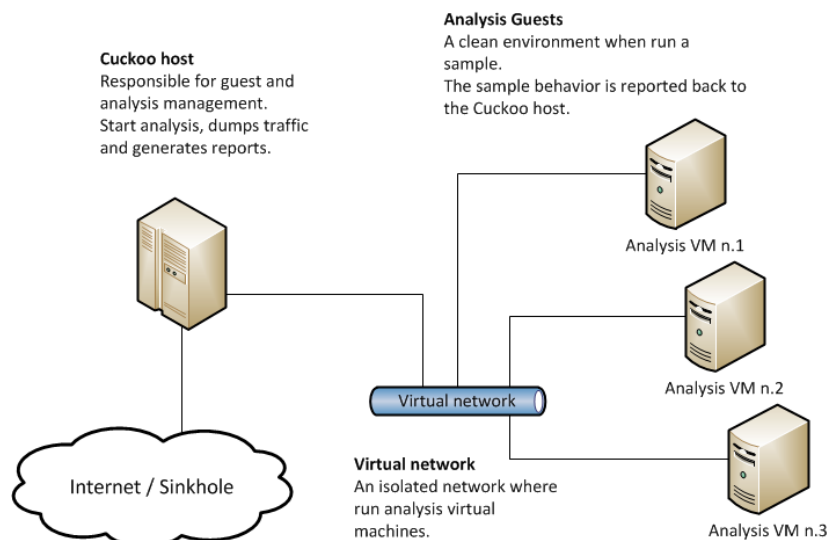 Cuckoo host
Responsible for guest and
analysis management.
Start analysis, dumps traffic
and generates reports.
Analysis Guests
A clean environment when run a
sample.
The sample behavior is reported back to
the Cuckoo host.
Analysis VM n.1
Analysis VM n.2
Virtual network
Internet / Sinkhole
Virtual network
An isolated network where
run analysis virtual
machines.
Analysis VM n.3